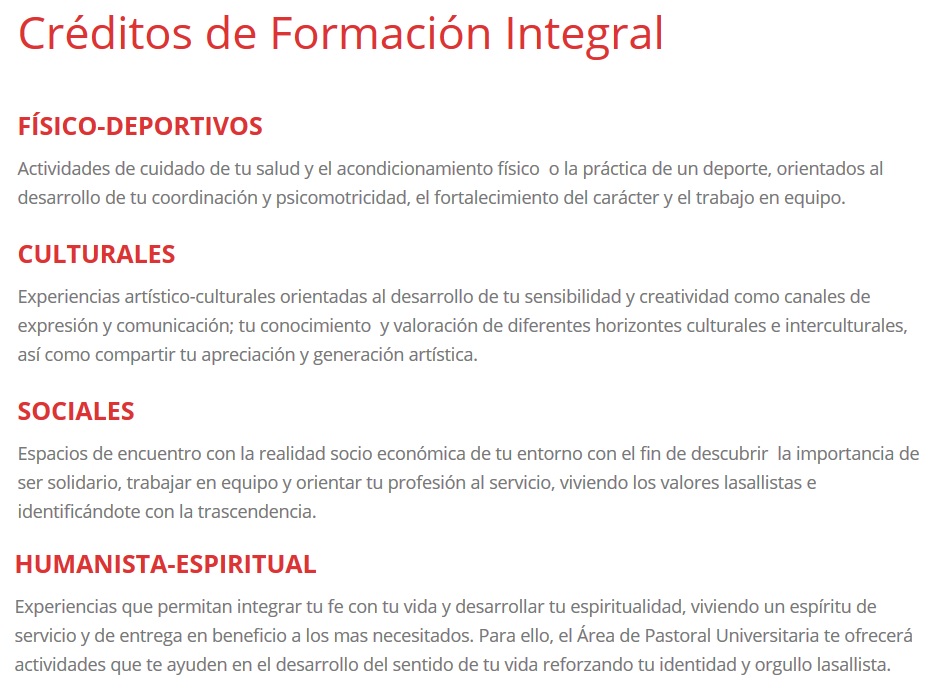 Créditos de Formación Integral
FÍSICO-DEPORTIVOS
Actividades de cuidado de tu salud y el acondicionamiento físico  o la práctica de un deporte, orientados al
desarrollo de tu coordinación y psicomotricidad, el fortalecimiento del carácter y el trabajo en equipo.
CULTURALES
Experiencias artístico-culturales orientadas al desarrollo de tu sensibilidad y creatividad como canales de
expresión y comunicación; tu conocimiento  y valoración de diferentes horizontes culturales e interculturales,
así como compartir tu apreciación y generación artística.
SOCIALES
Espacios de encuentro con la realidad socio económica de tu entorno con el fin de descubrir  la importancia de
ser solidario, trabajar en equipo y orientar tu profesión al servicio, viviendo los valores lasallistas e
identificándote con la trascendencia.
HUMANISTA-ESPIRITUAL
Experiencias que permitan integrar tu fe con tu vida y desarrollar tu espiritualidad, viviendo un espíritu de
servicio y de entrega en beneficio a los mas necesitados. Para ello, el Área de Pastoral Universitaria te ofrecerá
actividades que te ayuden en el desarrollo del sentido de tu vida reforzando tu identidad y orgullo lasallista.